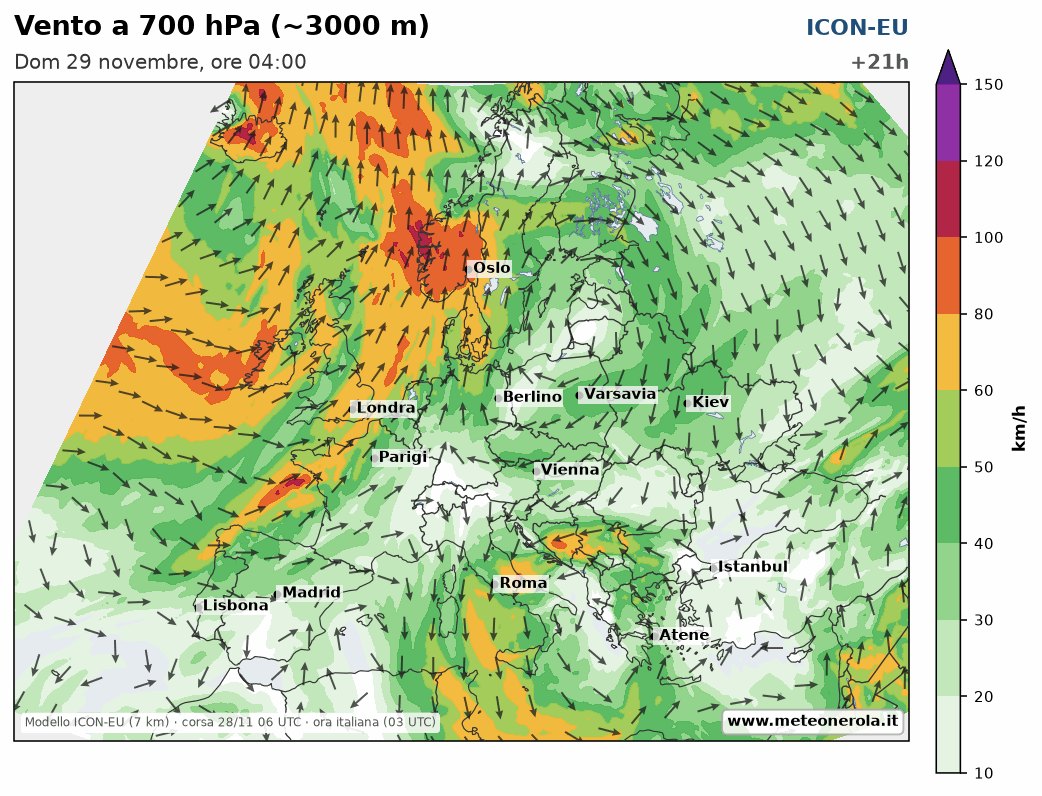 Vento a 700 hPa (~3000 m)
ICON-EU
Dom 29 novembre, ore 04:00
+21h
150
120
100
80
60
50
40
30
20
10
km/h
Oslo
Berlino
Varsavia
Kiev
Londra
Parigi
Vienna
Istanbul
Roma
Madrid
Lisbona
Atene
Modello ICON-EU (7 km) · corsa 28/11 06 UTC · ora italiana (03 UTC)
www.meteonerola.it